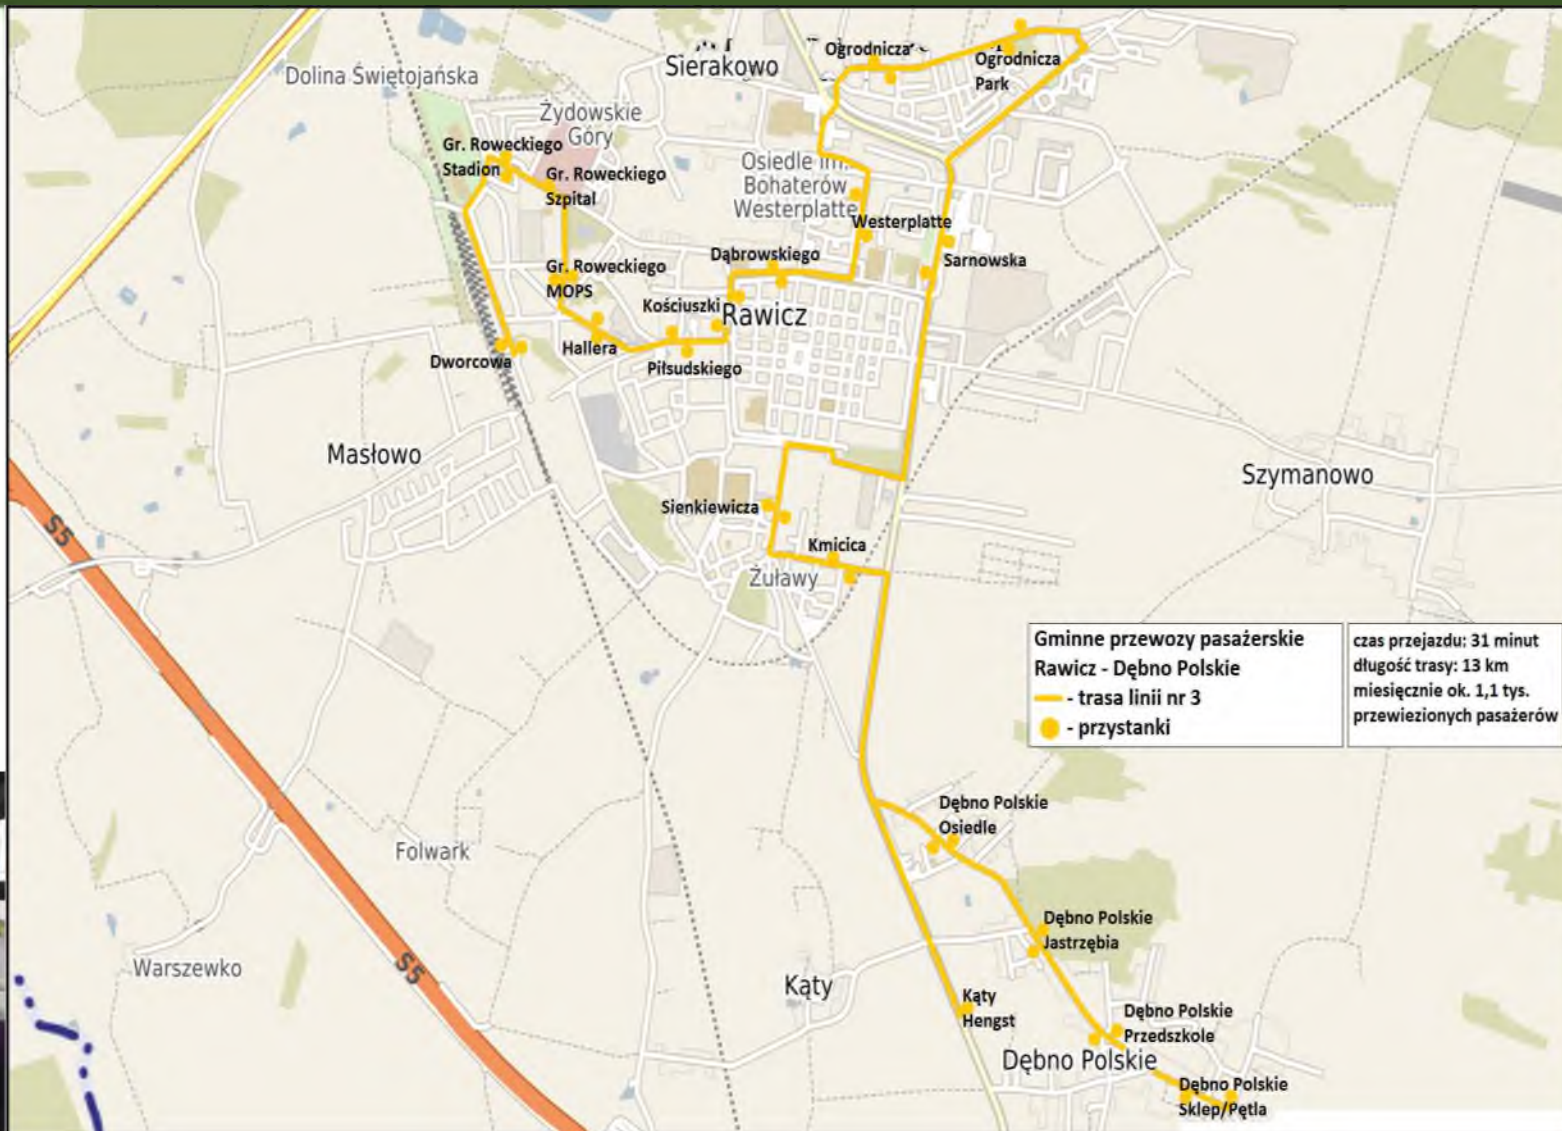 Sierakowo
Ogrodnicza
Ogrodnicza
Park
Dolina Świętojańska
Żydowskie
Góry
Gr. Roweckiego
Stadion
Gr. Roweckiego
Szpital
Osiedle im.
Bohaterów
Westerplatte
Westerplatte
Dąbrowskiego
Sarnowska
Gr. Roweckiego
MOPS
Kościuszki
Rawicz
Hallera
Dworcowa
Piłsudskiego
Masłowo
Szymanowo
Sienkiewicza
S5
Kmicica
Żuławy
Gminne przewozy pasażerskie
Rawicz - Dębno Polskie
- trasa linii nr 3
- przystanki
czas przejazdu: 31 minut
długość trasy: 13 km
miesięcznie ok. 1,1 tys.
przewiezionych pasażerów
Dębno Polskie
Osiedle
Folwark
Dębno Polskie
Jastrzębia
Warszewko
S5
Kąty
Kąty
Hengst
Dębno Polskie
Przedszkole
Dębno Polskie
Dębno Polskie
Sklep/Pętla